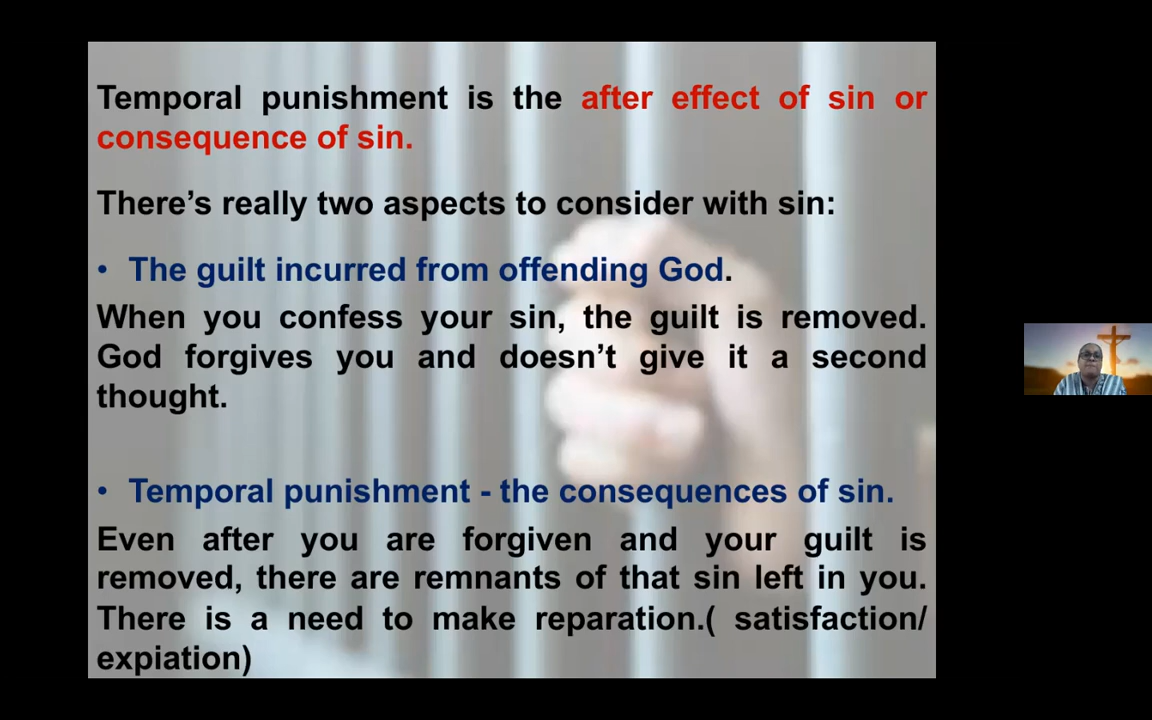 Temporal punishment is the after effect of sin or
consequence of sin.
There’s really two aspects to consider with sin:
• The guilt incurred from offending God.
When you confess your sin, the guilt is removed.
God forgives you and doesn’t give it a second
thought.
• Temporal punishment - the consequences of sin.
Even after you are forgiven and your guilt is
removed, there are remnants of that sin left in you.
There is a need to make reparation.( satisfaction/
expiation)